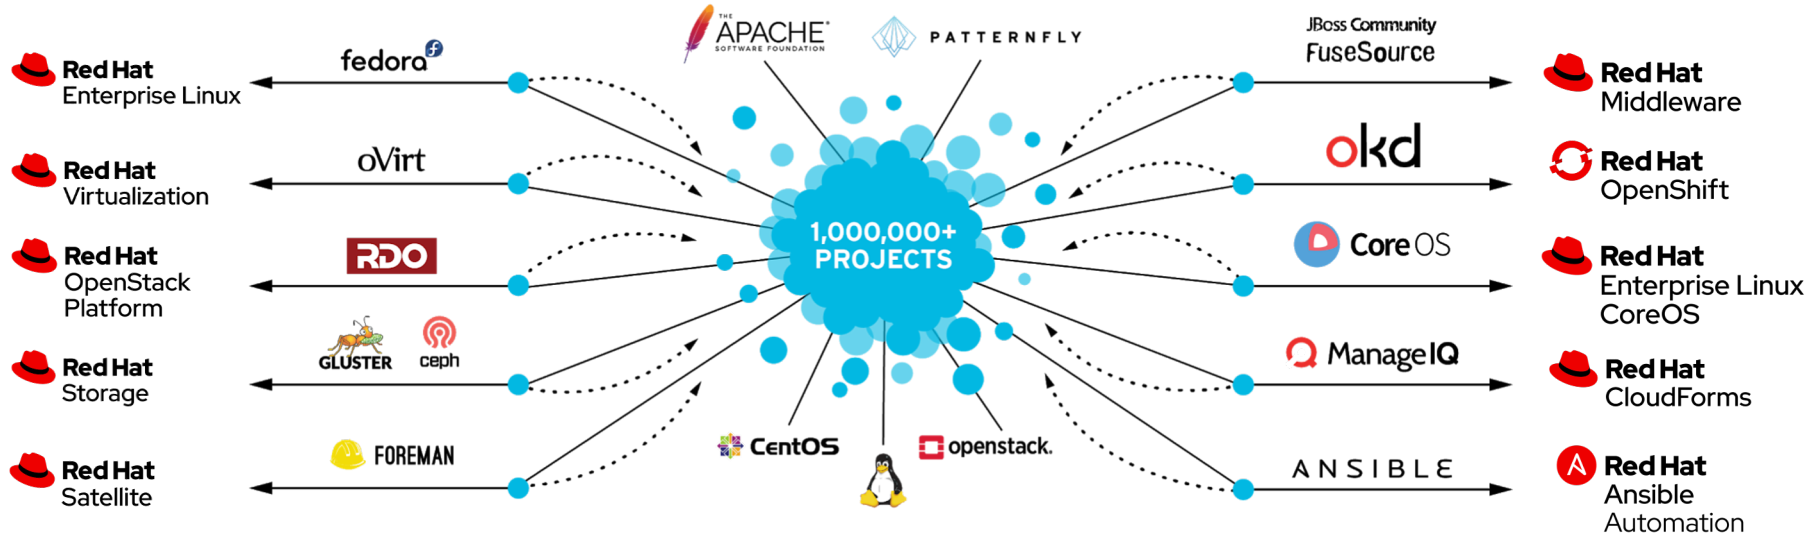 Red Hat
Enterprise Linux
fedora
THE
APACHE®
SOFTWARE FOUNDATION
PATTERNFLY
JBoss Community
FuseSource
Red Hat
Middleware
Red Hat
Virtualization
oVirt
okd
Red Hat
OpenShift
1,000,000+
PROJECTS
Red Hat
OpenStack
Platform
RDO
Core OS
Red Hat
Enterprise Linux
CoreOS
Red Hat
Storage
GLUSTER
ceph
ManageIQ
Red Hat
CloudForms
Red Hat
Satellite
FOREMAN
CentOS
openstack.
ANSIBLE
Red Hat
Ansible
Automation